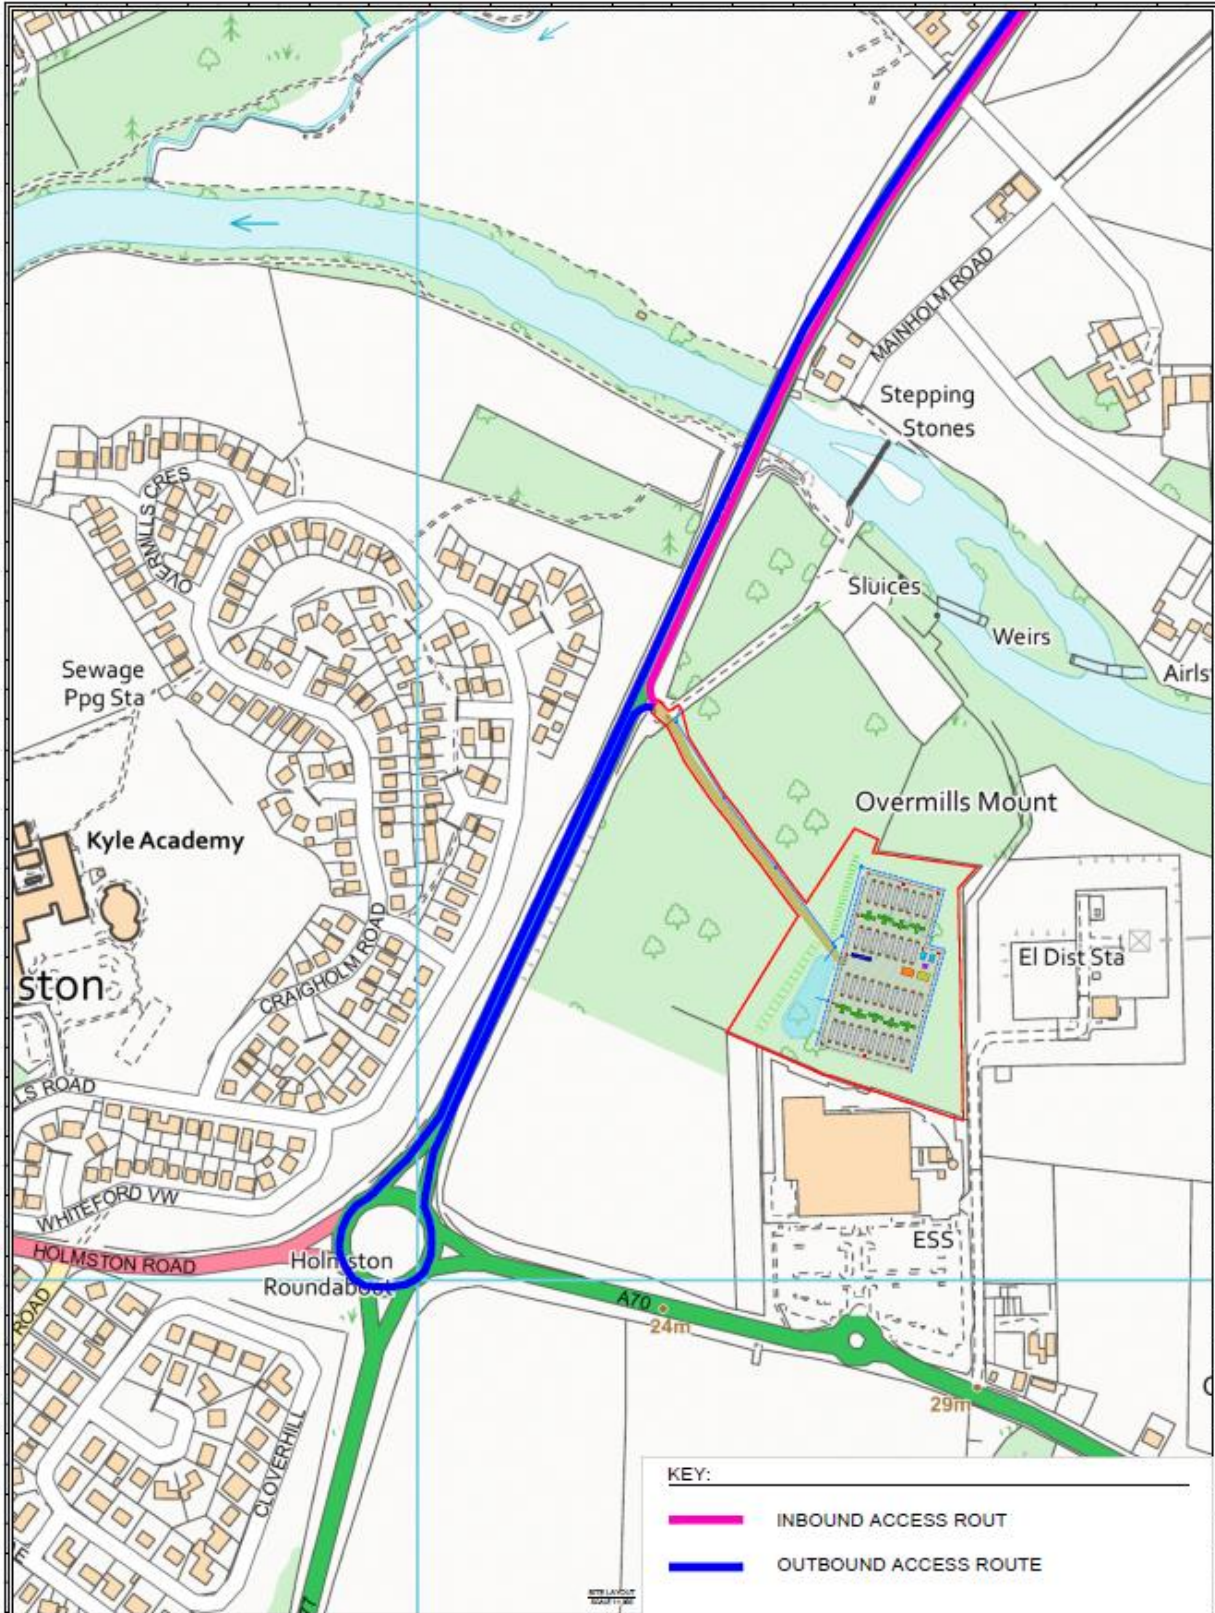 MAINHOLM ROAD
Stepping
Stones
OVERMILLS CRES
Sluices
Weirs
Sewage
Ppg Sta
Airls
Overmills Mount
Kyle Academy
El Dist Sta
CRAIGHOLM ROAD
ston
LS ROAD
WHITEFORD VW
ESS
HOLMSTON ROAD
Holmston
Roundabout
ROAD
A70
24m
29m
CLOVERHILL
KEY:
INBOUND ACCESS ROUT
OUTBOUND ACCESS ROUTE
SITE LAYOUT